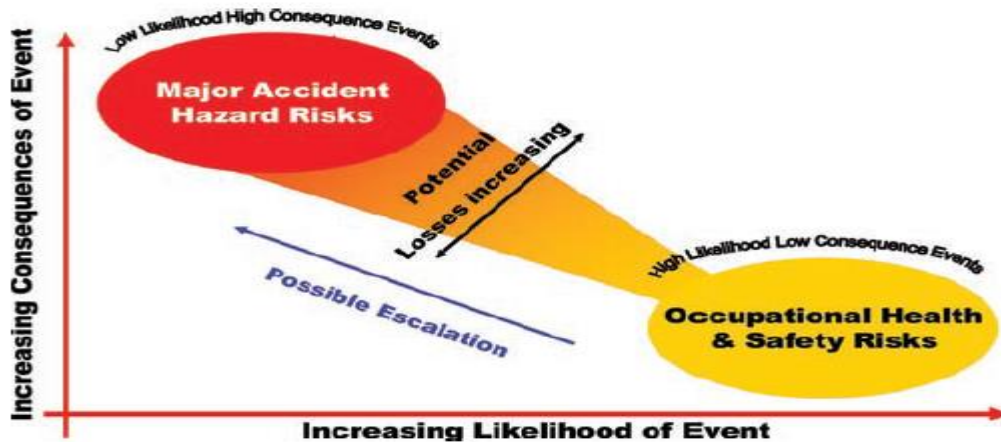 Low Likelihood High Consequence Events
Major Accident
Hazard Risks
Increasing Consequences of Event
Potential
Losses increasing
Possible Escalation
High Likelihood Low Consequence Events
Occupational Health
& Safety Risks
Increasing Likelihood of Event